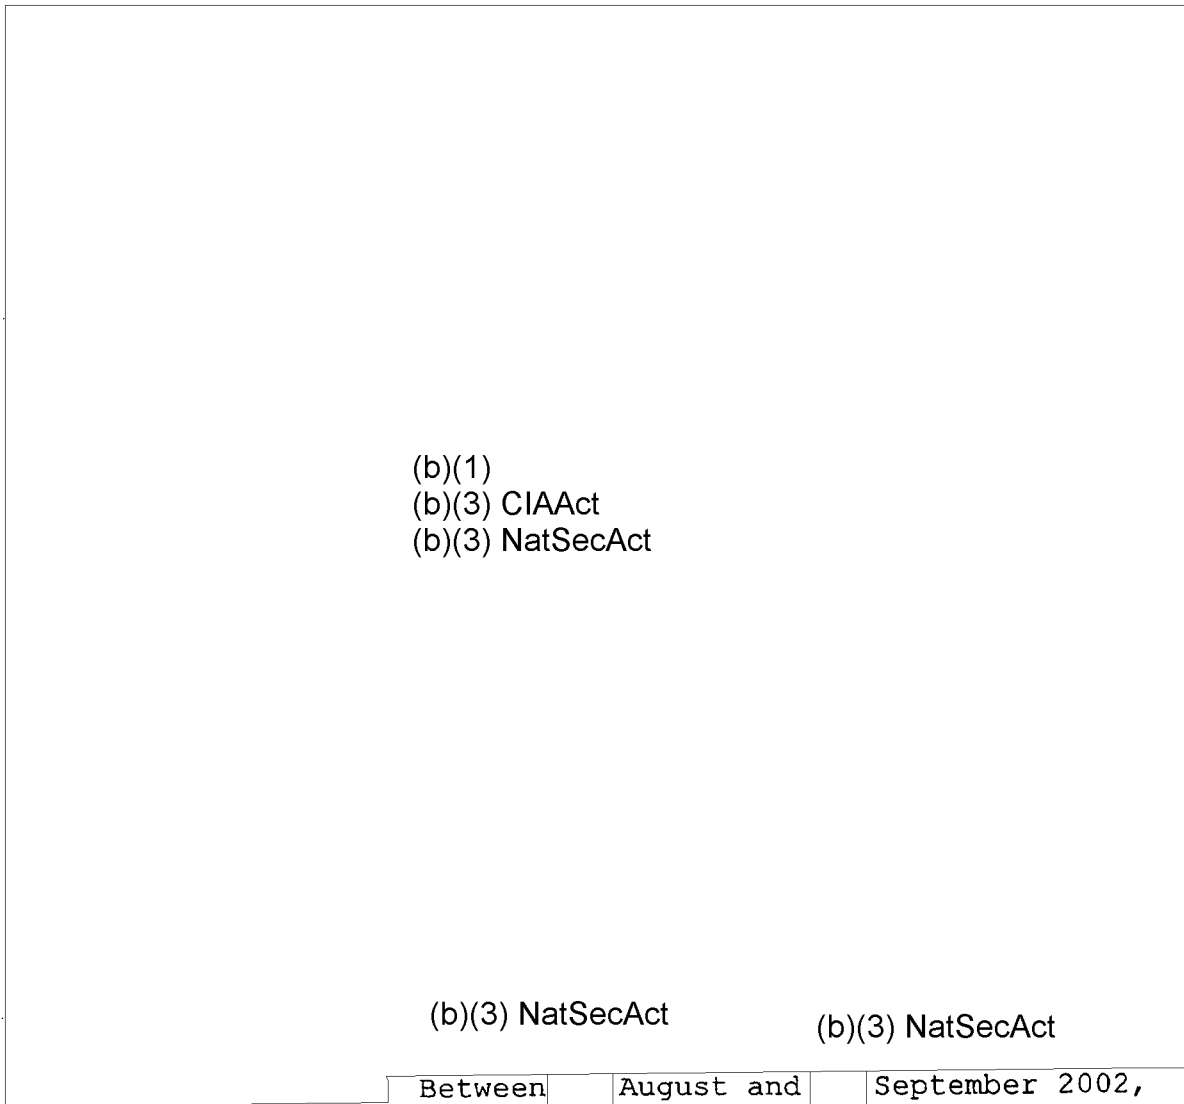 (b)(1)
(b)(3) CIAAct
(b)(3) NatSecAct
(b)(3) NatSecAct
(b)(3) NatSecAct
Between August and September 2002,